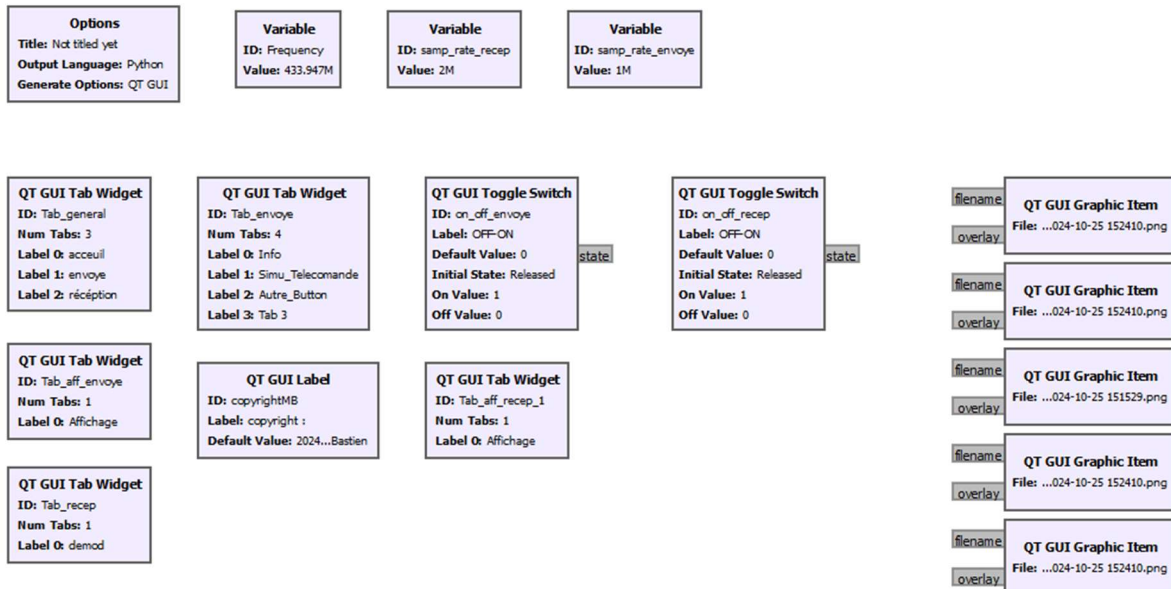 Options
Title: Not titled yet
Output Language: Python
Generate Options: QT GUI
Variable
ID: Frequency
Value: 433.947M
Variable
ID: samp_rate_recep
Value: 2M
Variable
ID: samp_rate_envoye
Value: 1M
QT GUI Tab Widget
ID: Tab_general
Num Tabs: 3
Label 0: acceuil
Label 1: envoye
Label 2: récéption
QT GUI Tab Widget
ID: Tab_envoye
Num Tabs: 4
Label 0: Info
Label 1: Simu_Telecomande
Label 2: Autre_Button
Label 3: Tab 3
QT GUI Toggle Switch
ID: on_off_envoye
Label: OFF-ON
Default Value: 0
Initial State: Released
On Value: 1
Off Value: 0
state
QT GUI Toggle Switch
ID: on_off_recep
Label: OFF-ON
Default Value: 0
Initial State: Released
On Value: 1
Off Value: 0
state
filename
overlay
QT GUI Graphic Item
File: ...024-10-25 152410.png
filename
overlay
QT GUI Graphic Item
File: ...024-10-25 152410.png
filename
overlay
QT GUI Graphic Item
File: ...024-10-25 151529.png
filename
overlay
QT GUI Graphic Item
File: ...024-10-25 152410.png
filename
overlay
QT GUI Graphic Item
File: ...024-10-25 152410.png
QT GUI Tab Widget
ID: Tab_aff_envoye
Num Tabs: 1
Label 0: Affichage
QT GUI Label
ID: copyrightMB
Label: copyright :
Default Value: 2024...Bastien
QT GUI Tab Widget
ID: Tab_aff_recep_1
Num Tabs: 1
Label 0: Affichage
QT GUI Tab Widget
ID: Tab_recep
Num Tabs: 1
Label 0: demod